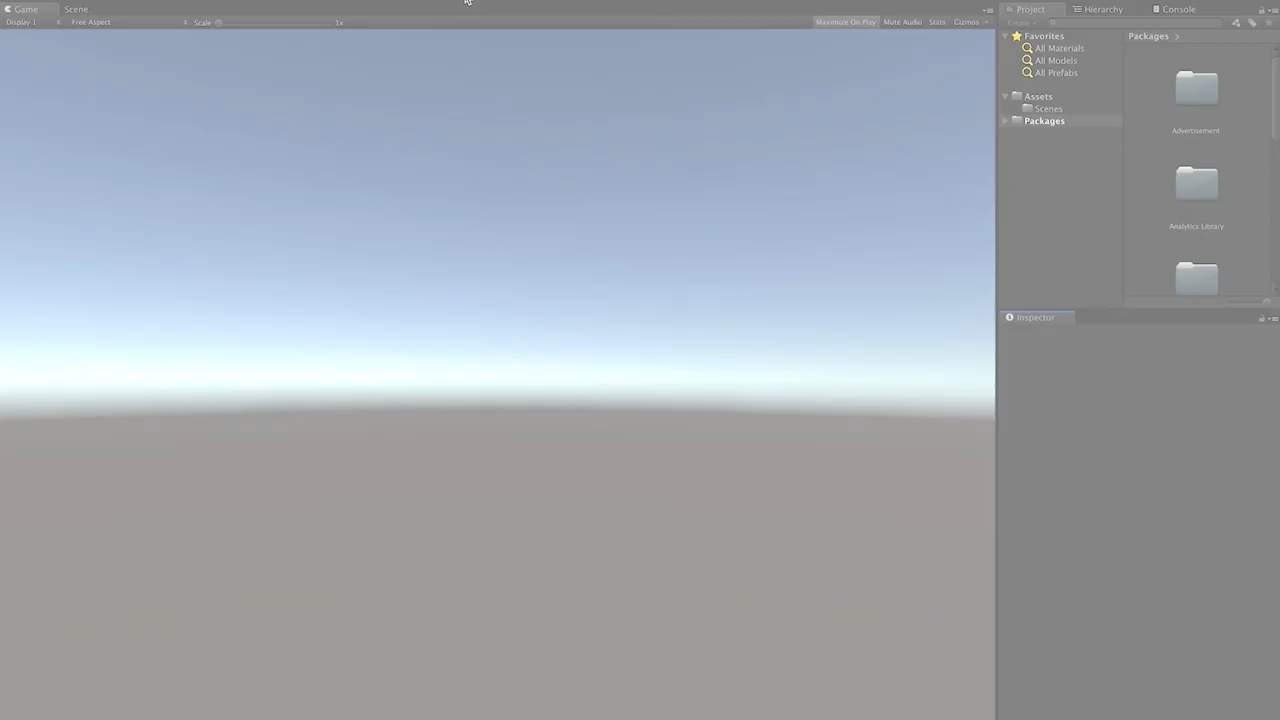 Game
Scene
Display 1
Free Aspect
Scale
1x
Maximize On Play
Mute Audio
Stats
Gizmos
Project
Hierarchy
Console
Create
Favorites
All Materials
All Models
All Prefabs
Assets
Scenes
Packages
Packages
Advertisement
Analytics Library
Inspector